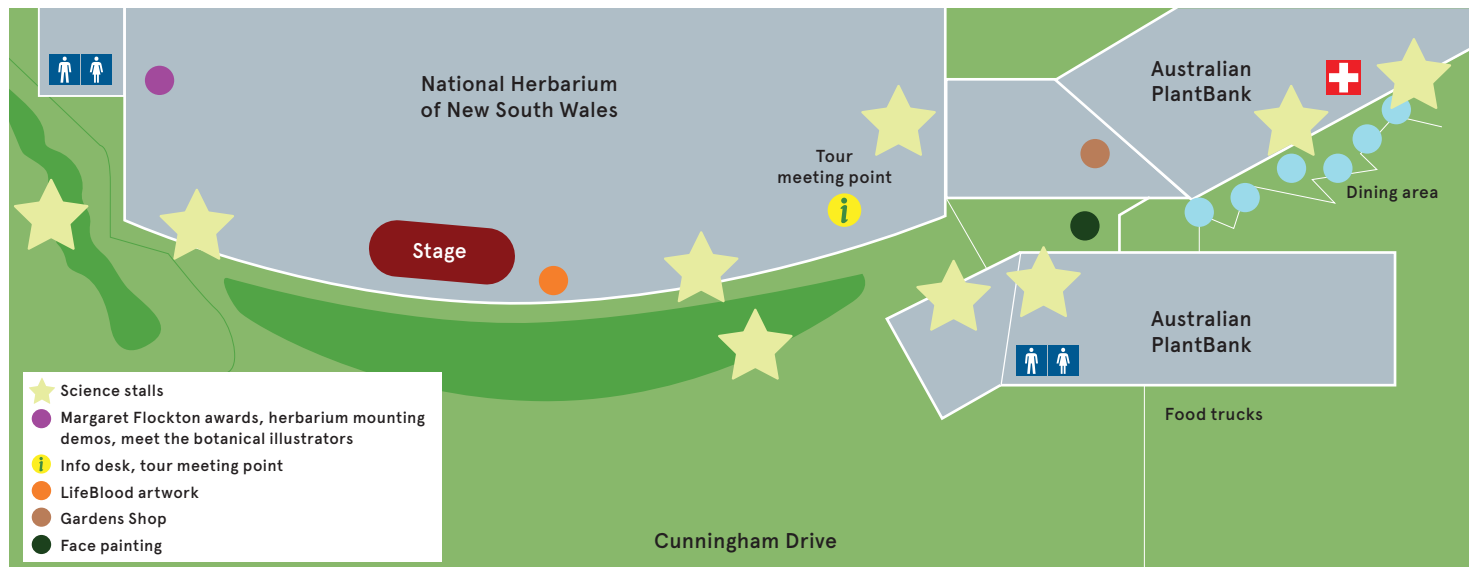 National Herbarium
of New South Wales
Australian
PlantBank
Tour
meeting point
i
Dining area
Stage
Australian
PlantBank
Food trucks
Cunningham Drive
Science stalls
Margaret Flockton awards, herbarium mounting
demos, meet the botanical illustrators
i
Info desk, tour meeting point
LifeBlood artwork
Gardens Shop
Face painting